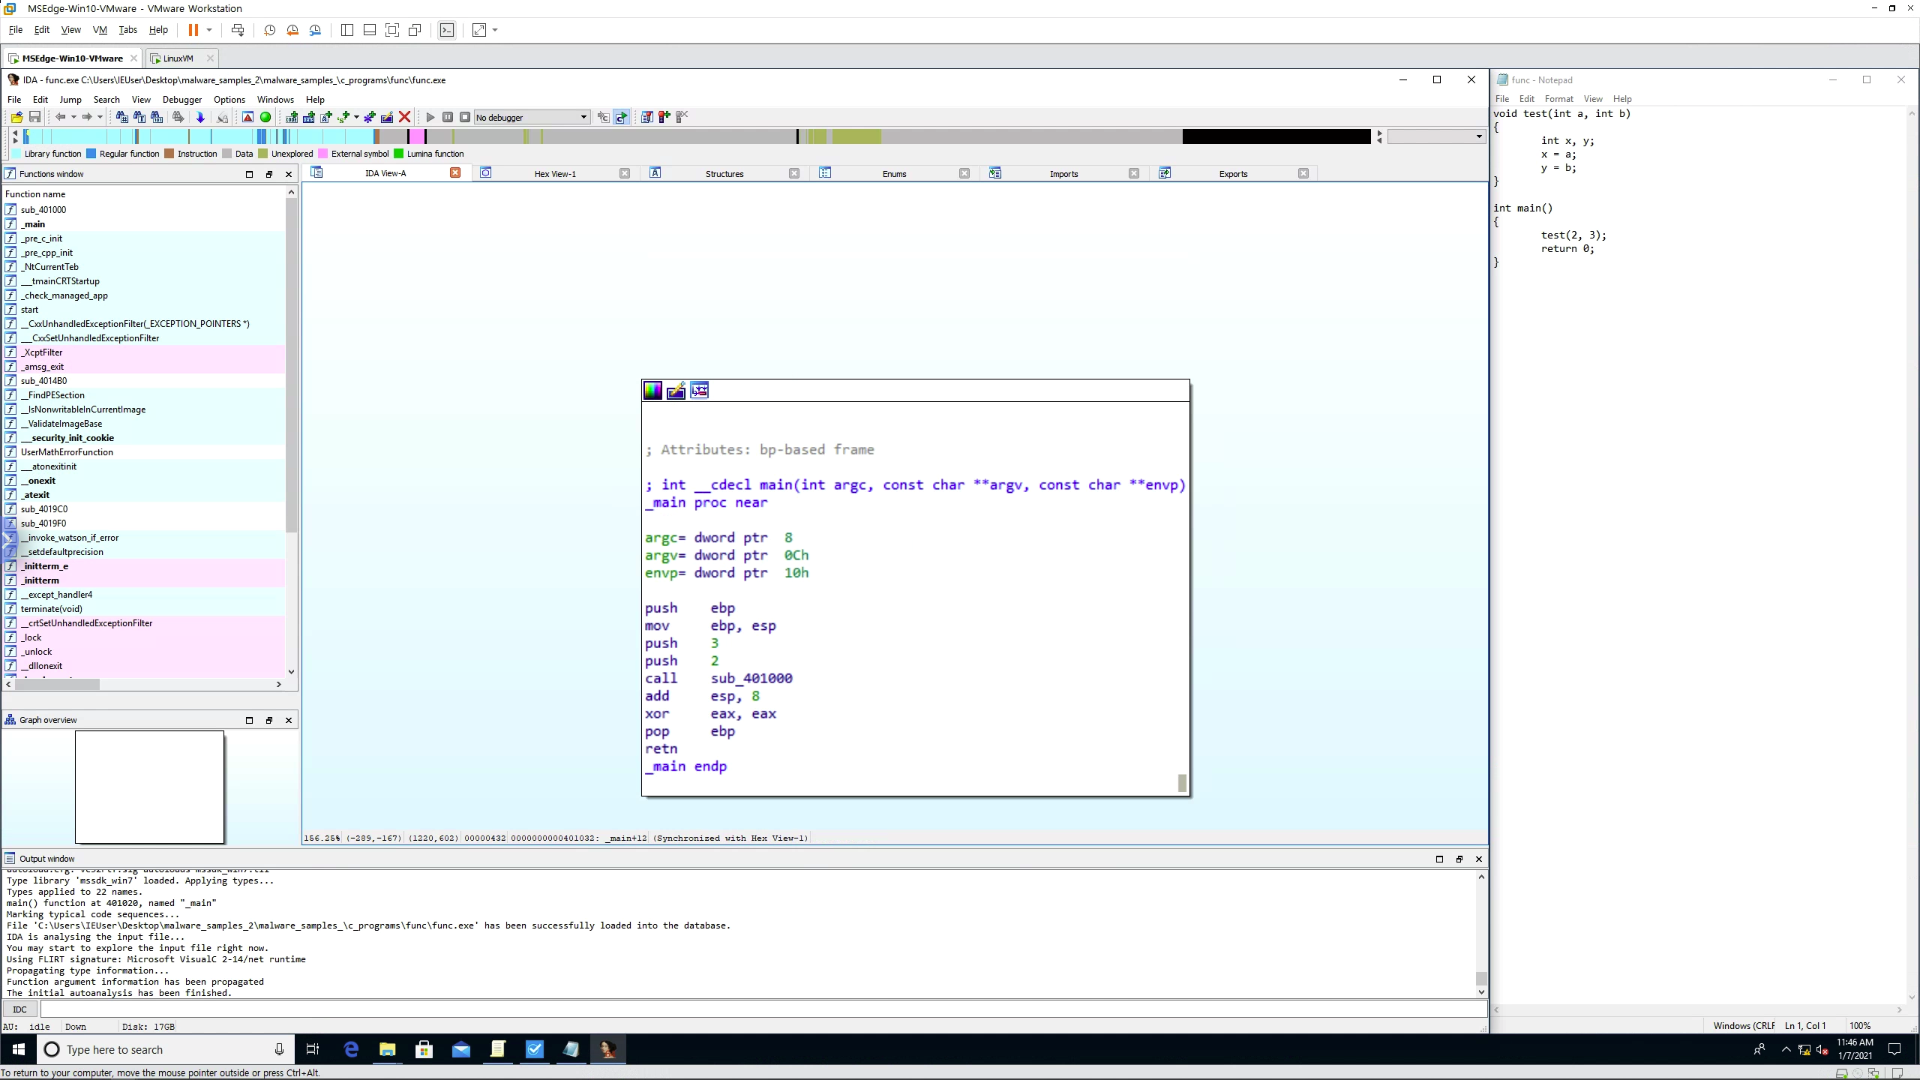 MSEdge-Win10-VMware - VMware Workstation
File Edit View VM Tabs Help
MSEdge-Win10-VMware LinuxVM
IDA - func.exe C:\Users\IEUser\Desktop\malware_samples_2\malware_samples_\c_programs\func\func.exe
File Edit Jump Search View Debugger Options Windows Help
No debugger
Library function Regular function Instruction Data Unexplored External symbol Lumina function
Functions window
Function name
sub_401000
_main
_pre_c_init
_pre_cpp_init
_NtCurrentTeb
___tmainCRTStartup
_check_managed_app
start
__CxxUnhandledExceptionFilter(_EXCEPTION_POINTERS *)
___CxxSetUnhandledExceptionFilter
_XcptFilter
_amsg_exit
sub_4014B0
__FindPESection
__IsNonwritableInCurrentImage
__ValidateImageBase
___security_init_cookie
UserMathErrorFunction
___atonexitinit
__onexit
_atexit
sub_4019C0
sub_4019F0
__invoke_watson_if_error
__setdefaultprecision
_initterm_e
_initterm
__except_handler4
terminate(void)
__crtSetUnhandledExceptionFilter
_lock
_unlock
__dllonexit
Graph overview
IDA View-A Hex View-1 Structures Enums Imports Exports
; Attributes: bp-based frame
; int __cdecl main(int argc, const char **argv, const char **envp)
_main proc near
argc= dword ptr 8
argv= dword ptr 0Ch
envp= dword ptr 10h
push ebp
mov ebp, esp
push 3
push 2
call sub_401000
add esp, 8
xor eax, eax
pop ebp
retn
_main endp
156.25% (-289,-167) (1220,602) 00000432 0000000000401032: _main+12 (Synchronized with Hex View-1)
Output window
Type library 'mssdk_win7' loaded. Applying types...
Types applied to 22 names.
main() function at 401020, named "_main"
Marking typical code sequences...
File 'C:\Users\IEUser\Desktop\malware_samples_2\malware_samples_\c_programs\func\func.exe' has been successfully loaded into the database.
IDA is analysing the input file...
You may start to explore the input file right now.
Using FLIRT signature: Microsoft VisualC 2-14/net runtime
Propagating type information...
Function argument information has been propagated
The initial autoanalysis has been finished.
IDC
AU: idle Down Disk: 17GB
func - Notepad
File Edit Format View Help
void test(int a, int b)
{
int x, y;
x = a;
y = b;
}
int main()
{
test(2, 3);
return 0;
}
Windows (CRLF Ln 1, Col 1 100%
Type here to search
11:46 AM
1/7/2021
To return to your computer, move the mouse pointer outside or press Ctrl+Alt.